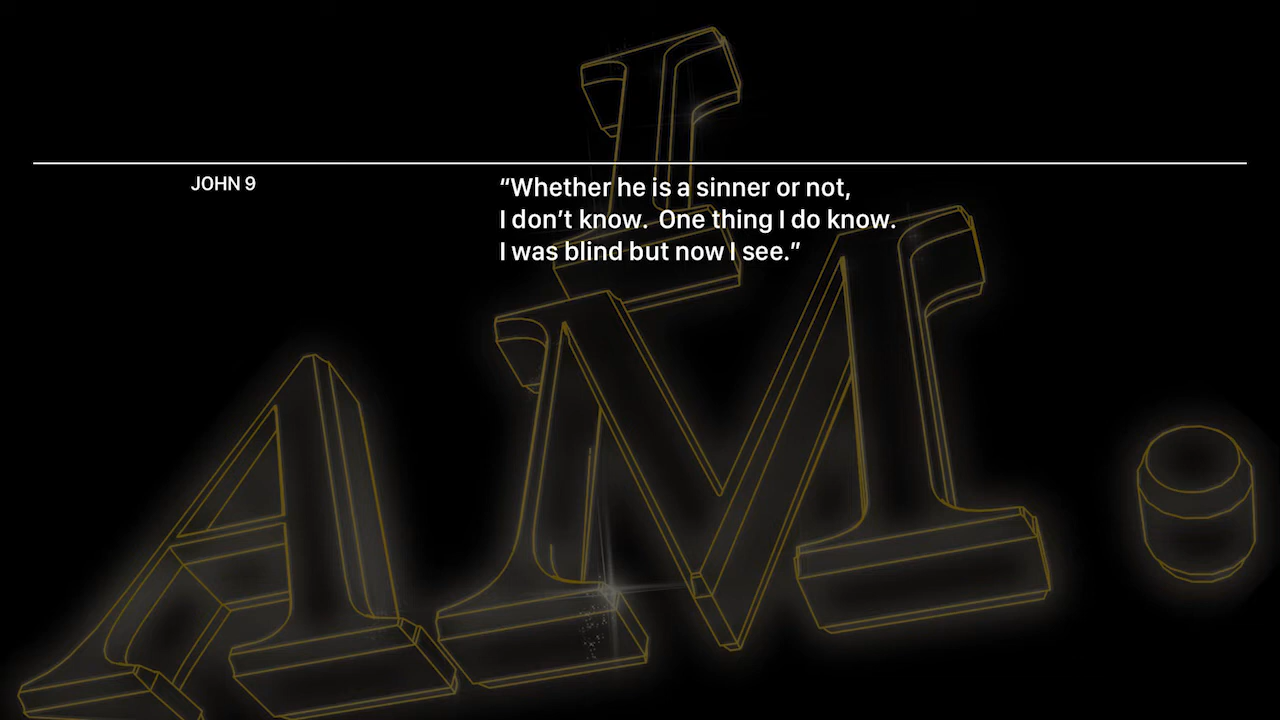 I
AM.
JOHN 9
“Whether he is a sinner or not,
I don’t know.  One thing I do know.
I was blind but now I see.”